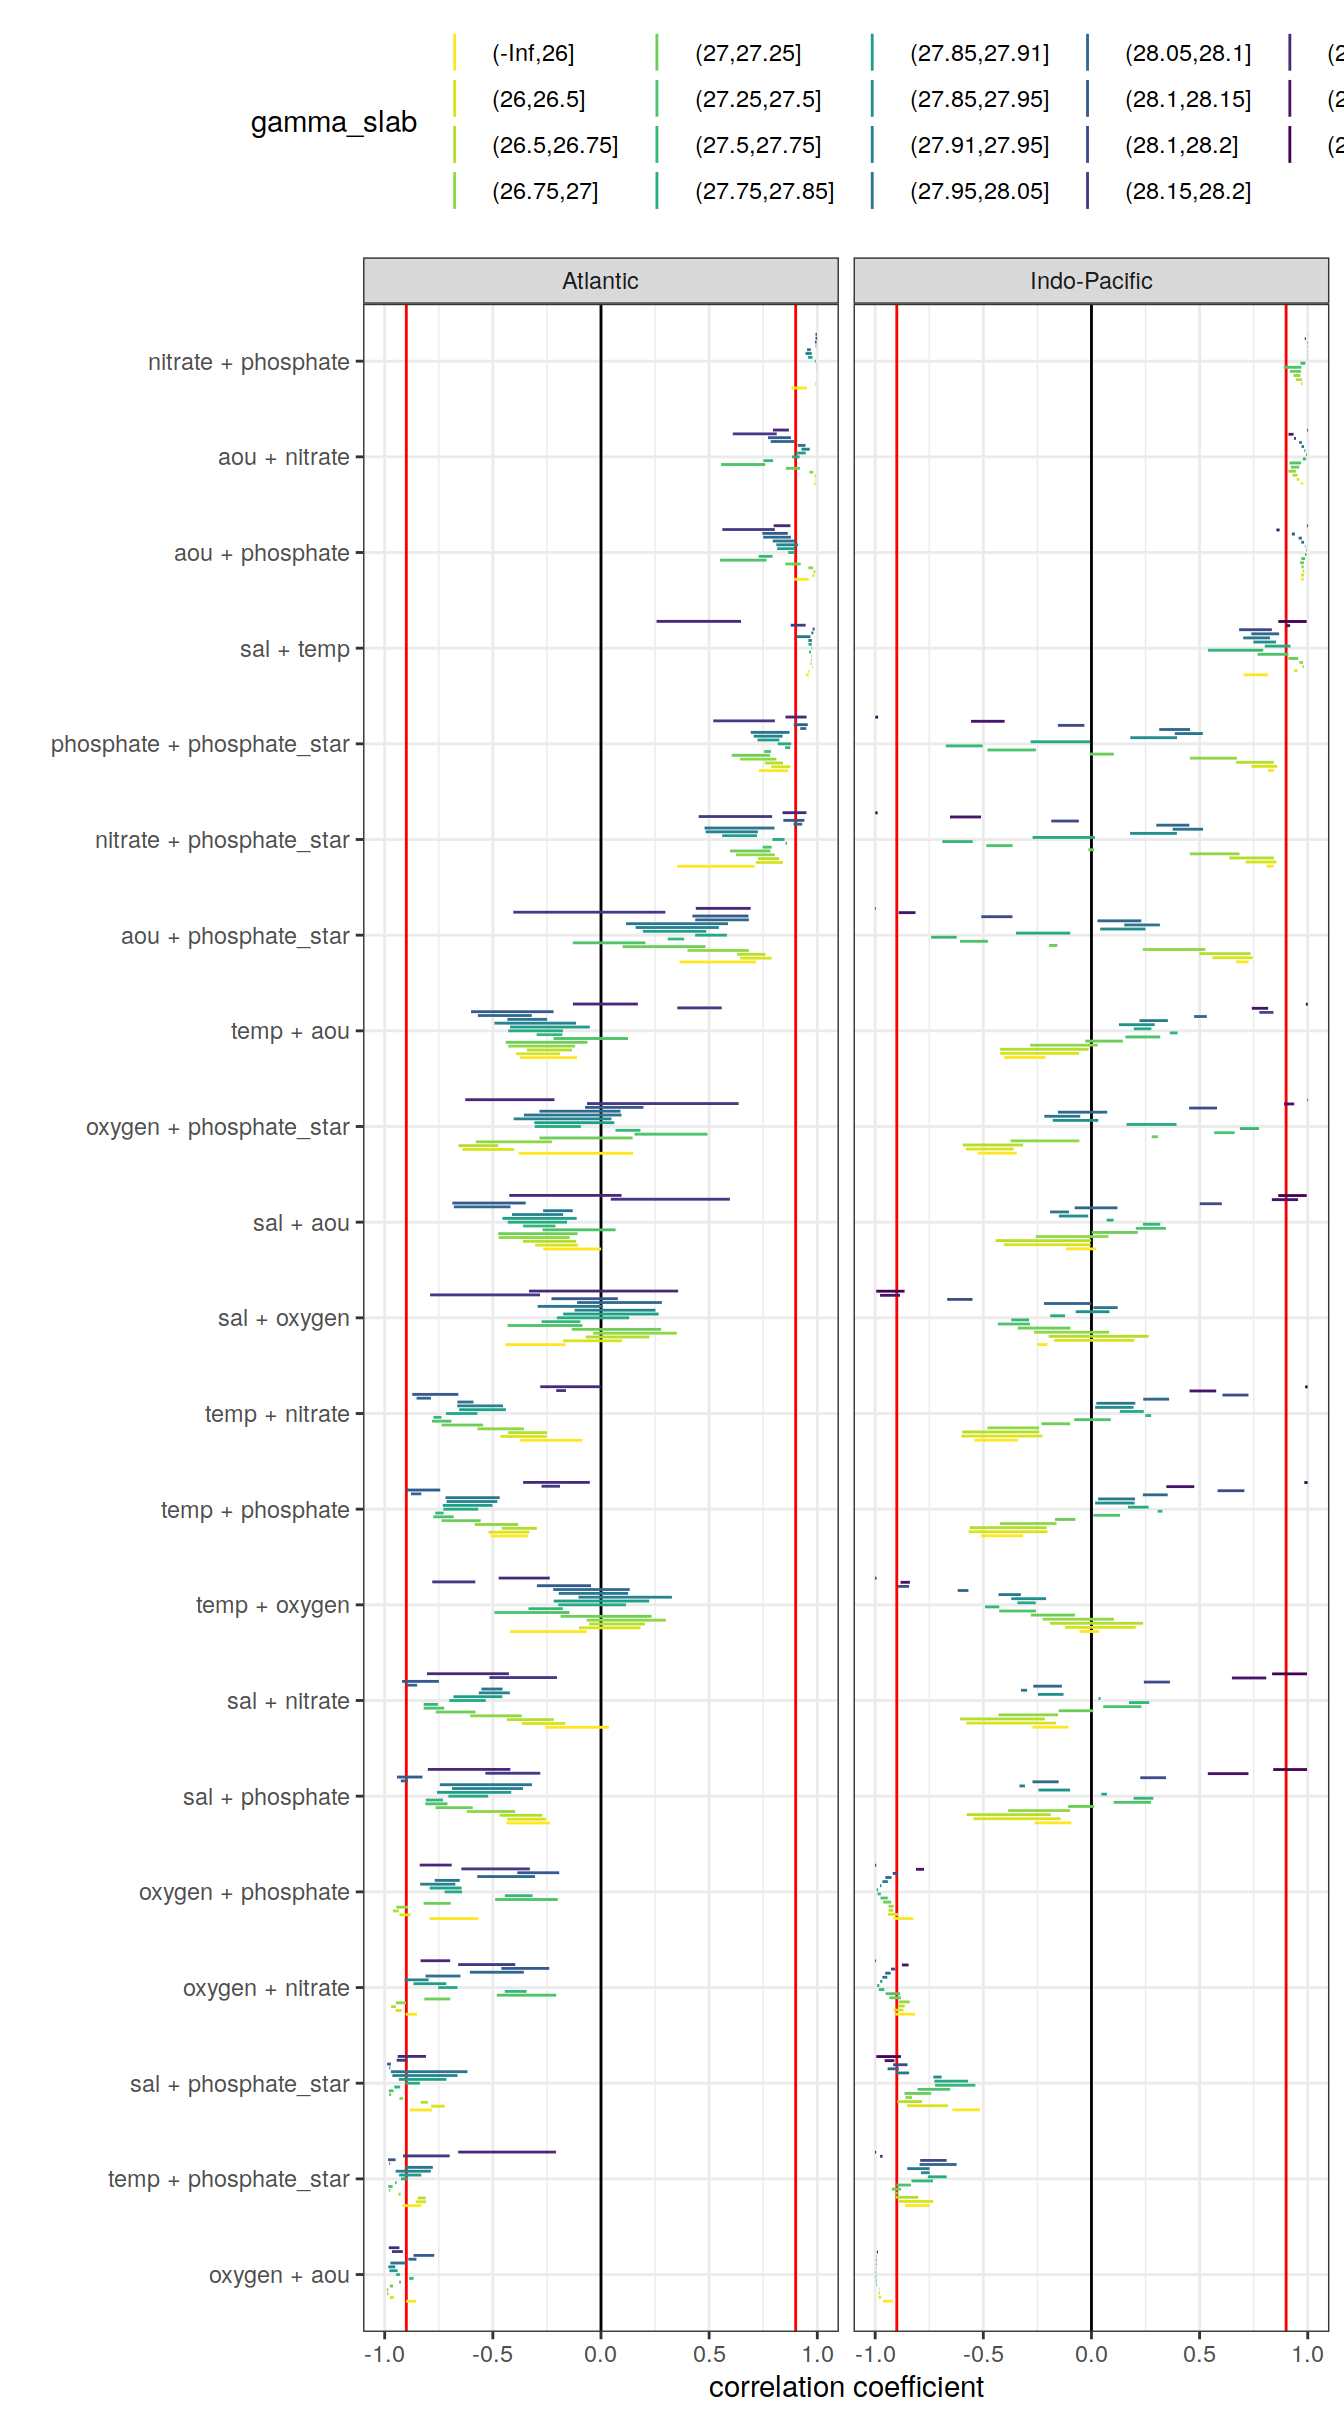 (-Inf,26] (27,27.25] (27.85,27.91] (28.05,28.1]
(26,26.5] (27.25,27.5] (27.85,27.95] (28.1,28.15]
gamma_slab
(26.5,26.75] (27.5,27.75] (27.91,27.95] (28.1,28.2]
(26.75,27] (27.75,27.85] (27.95,28.05] (28.15,28.2]
Atlantic Indo-Pacific
nitrate + phosphate
aou + nitrate
aou + phosphate
sal + temp
phosphate + phosphate_star
nitrate + phosphate_star
aou + phosphate_star
temp + aou
oxygen + phosphate_star
sal + aou
sal + oxygen
temp + nitrate
temp + phosphate
temp + oxygen
sal + nitrate
sal + phosphate
oxygen + phosphate
oxygen + nitrate
sal + phosphate_star
temp + phosphate_star
oxygen + aou
-1.0 -0.5 0.0 0.5 1.0 -1.0 -0.5 0.0 0.5 1.0
correlation coefficient